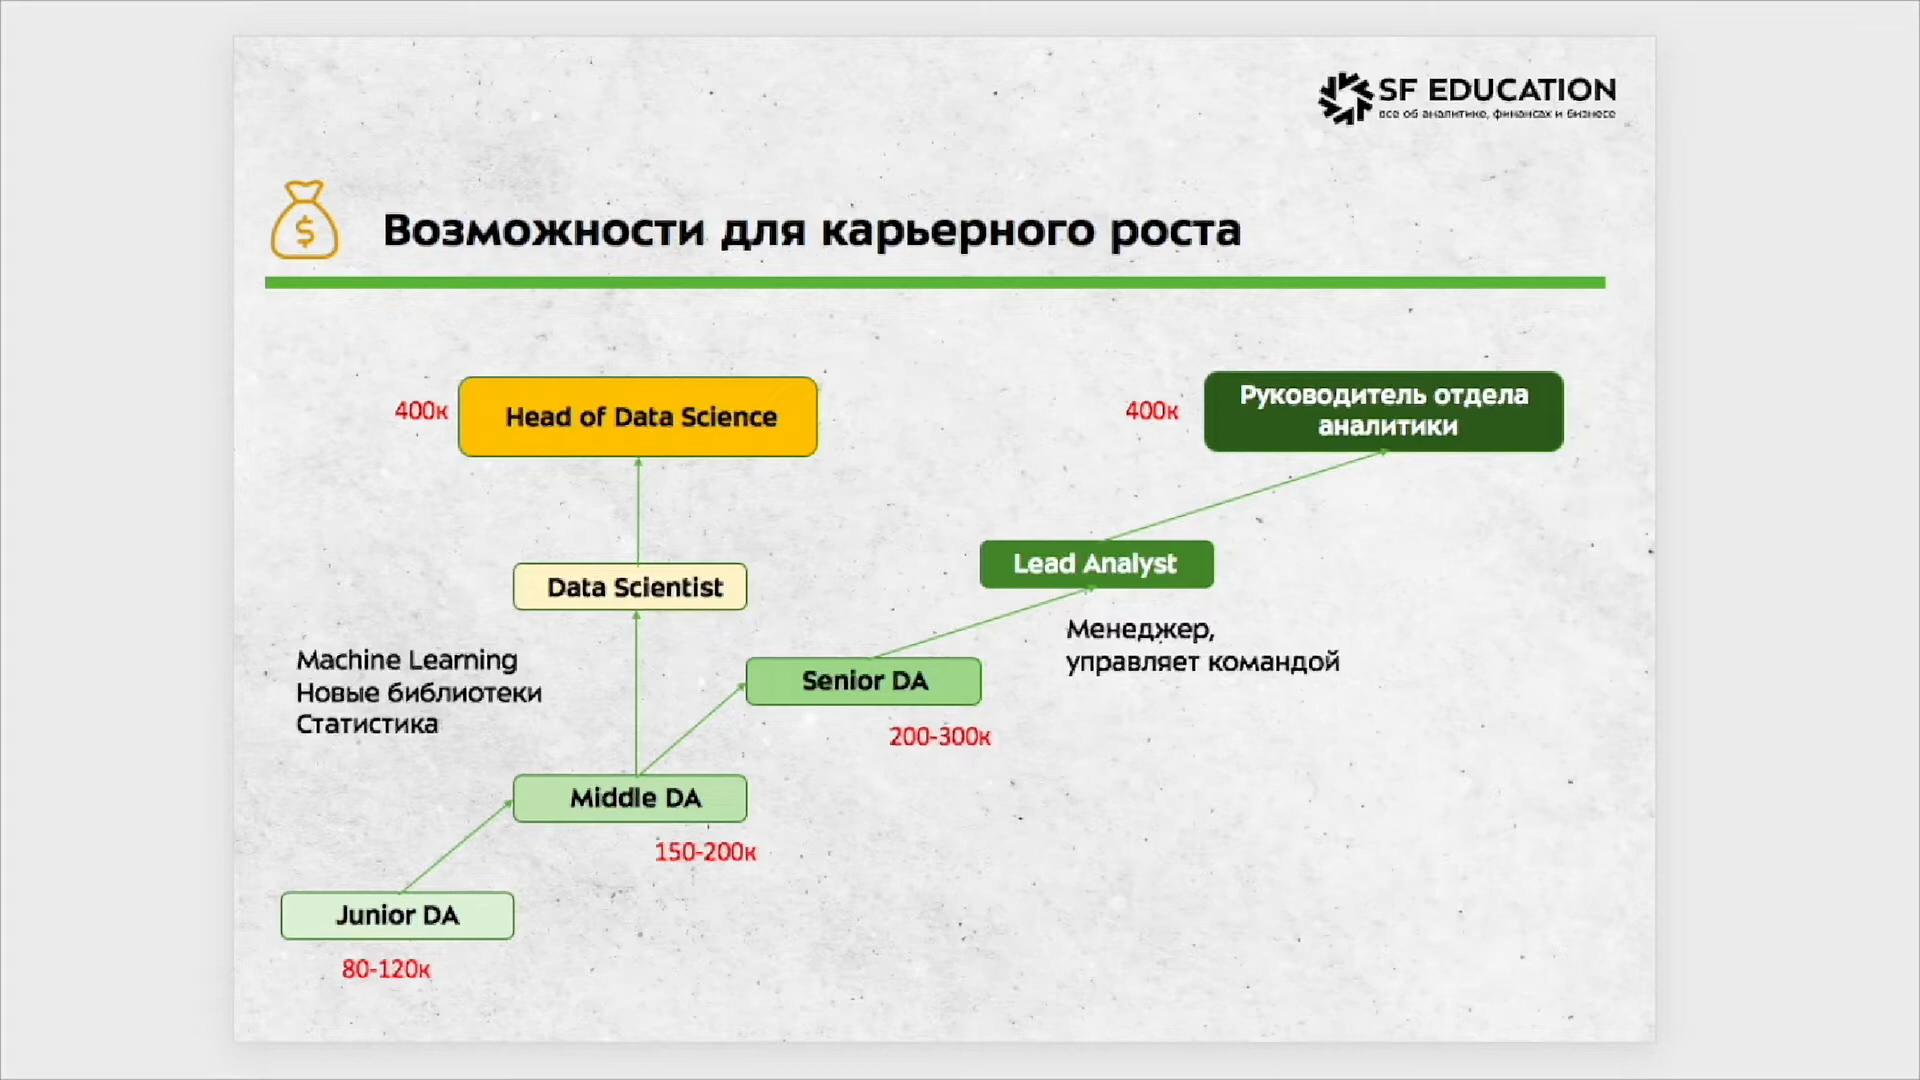 SF EDUCATION
все об аналитике, финансах и бизнесе
$
Возможности для карьерного роста
400к
Head of Data Science
400к
Руководитель отдела
аналитики
Data Scientist
Lead Analyst
Менеджер,
управляет командой
Machine Learning
Новые библиотеки
Статистика
Senior DA
200-300к
Middle DA
150-200к
Junior DA
80-120к